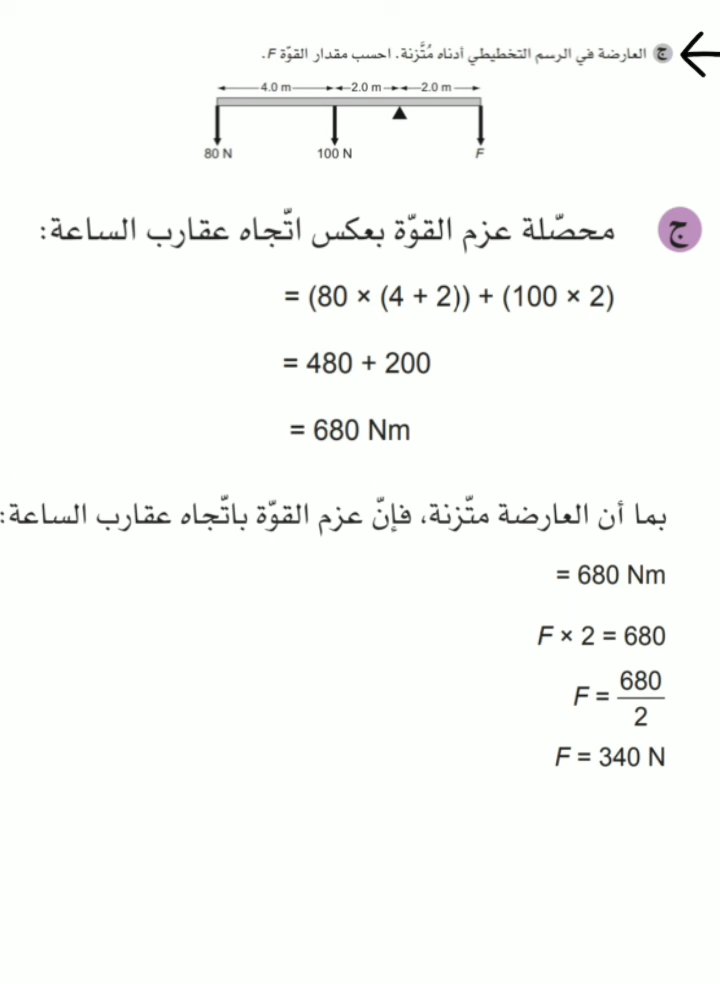 ج العارضة في الرسم التخطيطي أدناه مُتَّزنة. احسب مقدار القوّة F.
4.0 m 2.0 m 2.0 m
80 N 100 N F
ج محصّلة عزم القوّة بعكس اتّجاه عقارب الساعة:
= (80 × (4 + 2)) + (100 × 2)
= 480 + 200
= 680 Nm
بما أن العارضة متّزنة، فإنّ عزم القوّة باتّجاه عقارب الساعة:
= 680 Nm
F × 2 = 680
F = 680/2
F = 340 N